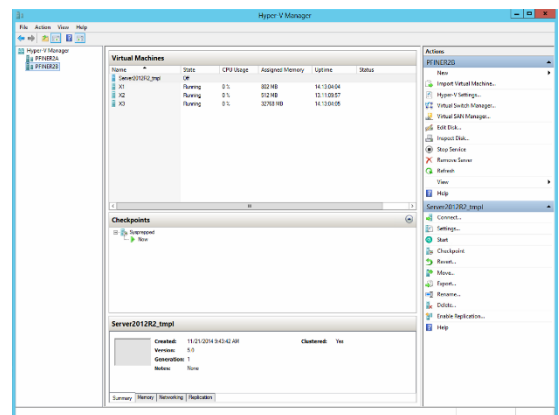 Hyper-V Manager
File Action View Help
Hyper-V Manager
PFINER2A
PFINER2B
Virtual Machines
Name State CPU Usage Assigned Memory Uptime Status
Server2012R2_tmpl Off
X1 Running 0 % 802 MB 14.13:04:04
X2 Running 0 % 512 MB 13.11:09:57
X3 Running 0 % 32768 MB 14.13:04:05
Checkpoints
Sysprepped
Now
Server2012R2_tmpl
Created: 11/21/2014 9:43:42 AM Clustered: Yes
Version: 5.0
Generation: 1
Notes: None
Summary Memory Networking Replication
Actions
PFINER2B
New
Import Virtual Machine...
Hyper-V Settings...
Virtual Switch Manager...
Virtual SAN Manager...
Edit Disk...
Inspect Disk...
Stop Service
Remove Server
Refresh
View
Help
Server2012R2_tmpl
Connect...
Settings...
Start
Checkpoint
Revert...
Move...
Export...
Rename...
Delete...
Enable Replication...
Help